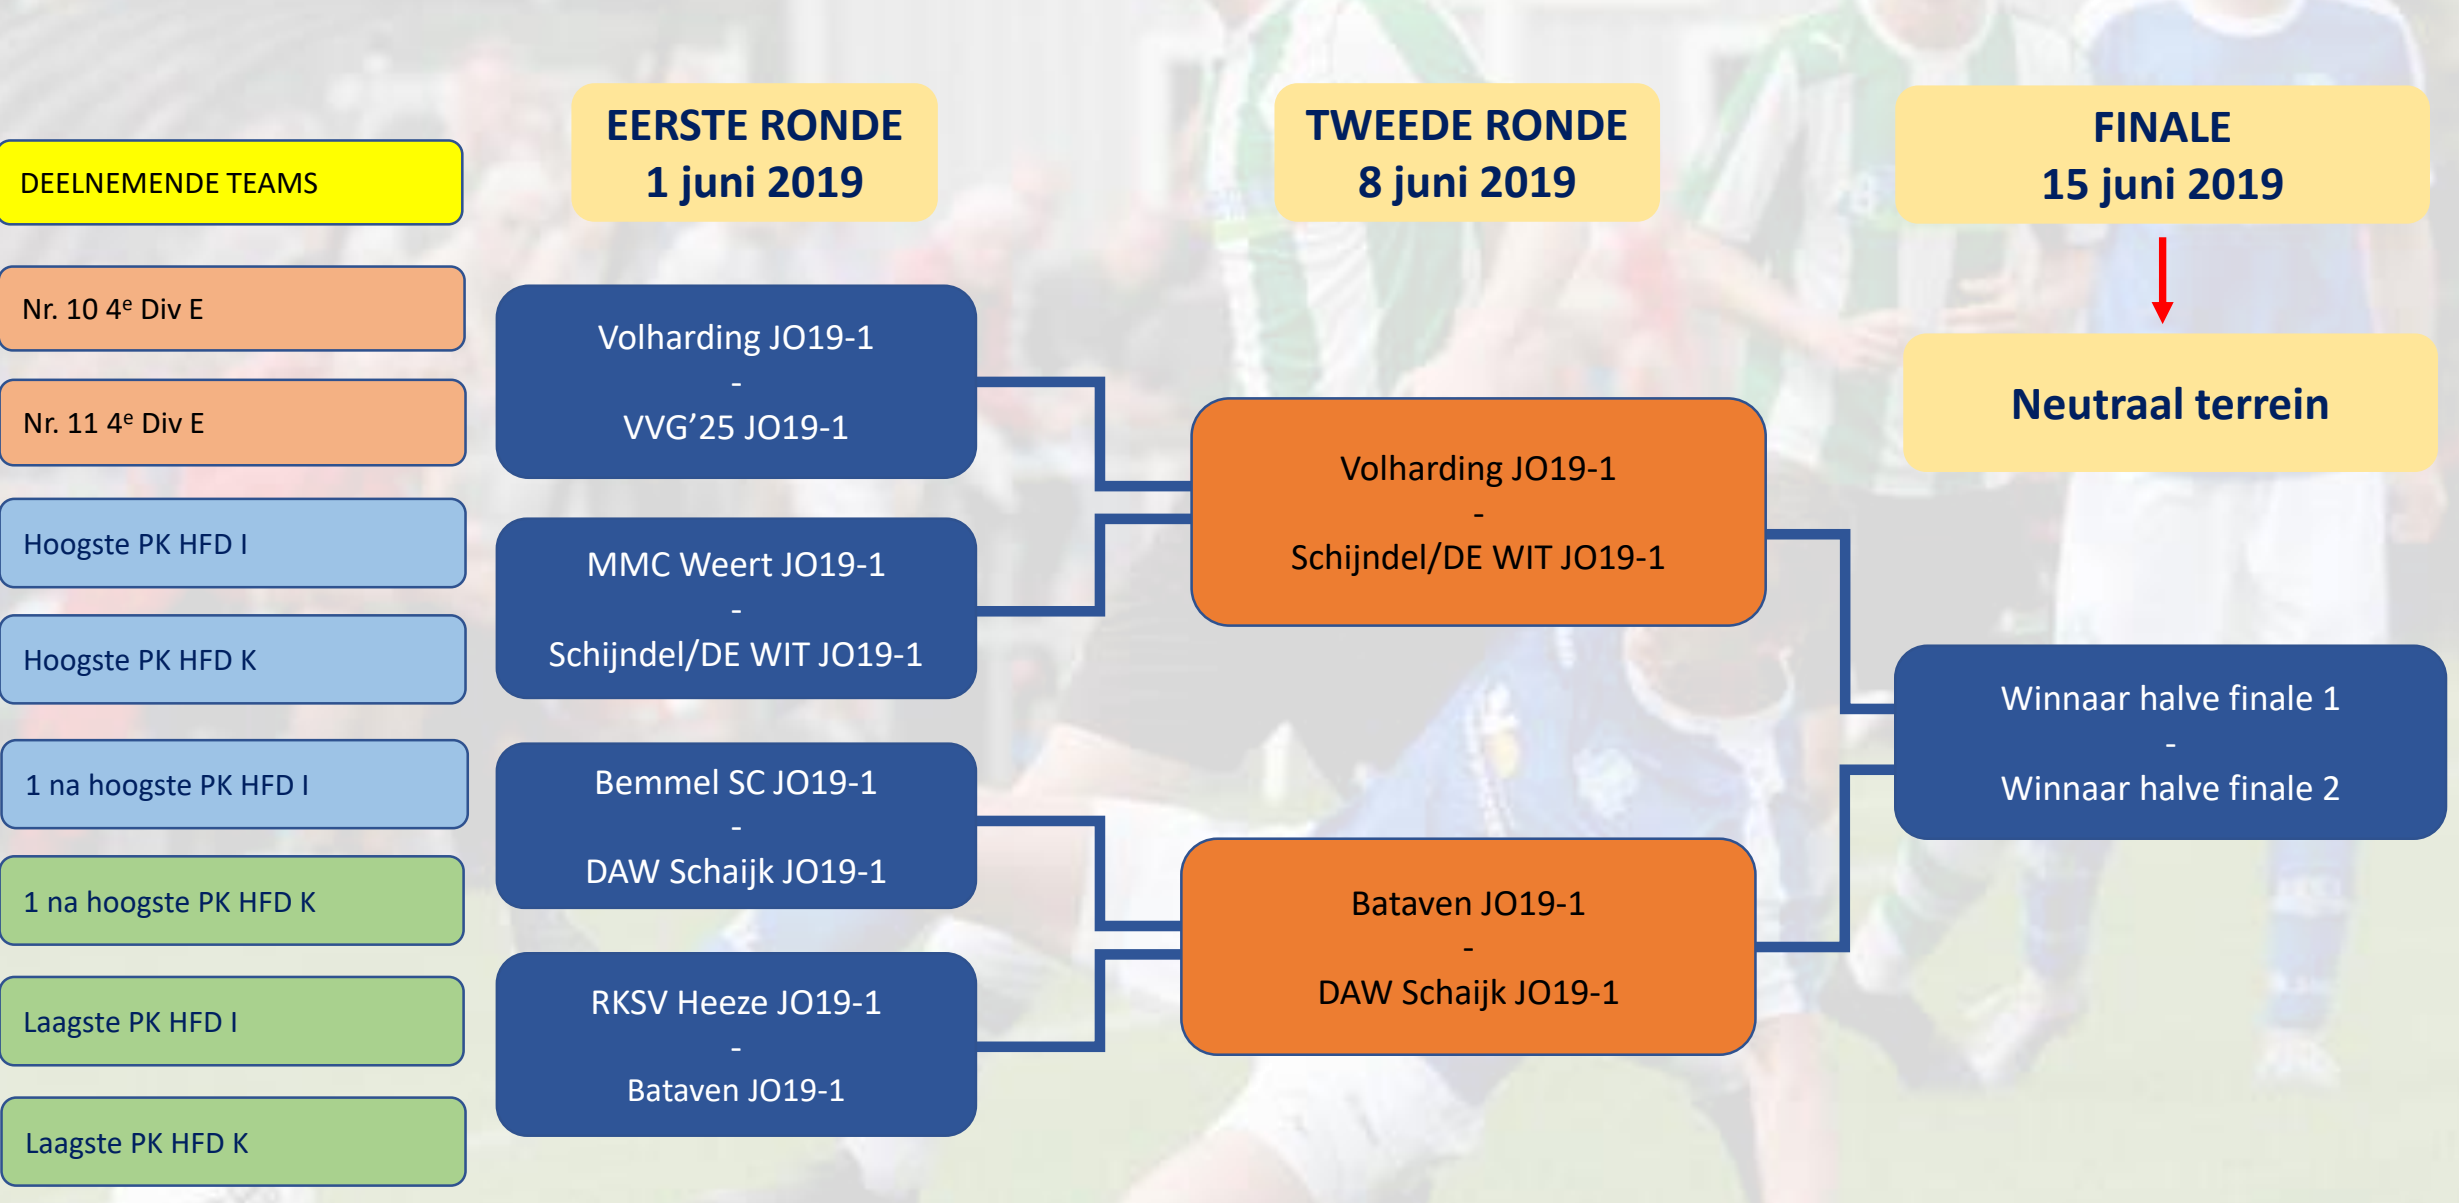 DEELNEMENDE TEAMS
Nr. 10 4e Div E
Nr. 11 4e Div E
Hoogste PK HFD I
Hoogste PK HFD K
1 na hoogste PK HFD I
1 na hoogste PK HFD K
Laagste PK HFD I
Laagste PK HFD K
EERSTE RONDE
1 juni 2019
Volharding JO19-1
-
VVG’25 JO19-1
MMC Weert JO19-1
-
Schijndel/DE WIT JO19-1
Bemmel SC JO19-1
-
DAW Schaijk JO19-1
RKSV Heeze JO19-1
-
Bataven JO19-1
TWEEDE RONDE
8 juni 2019
Volharding JO19-1
-
Schijndel/DE WIT JO19-1
Bataven JO19-1
-
DAW Schaijk JO19-1
FINALE
15 juni 2019
Neutraal terrein
Winnaar halve finale 1
-
Winnaar halve finale 2